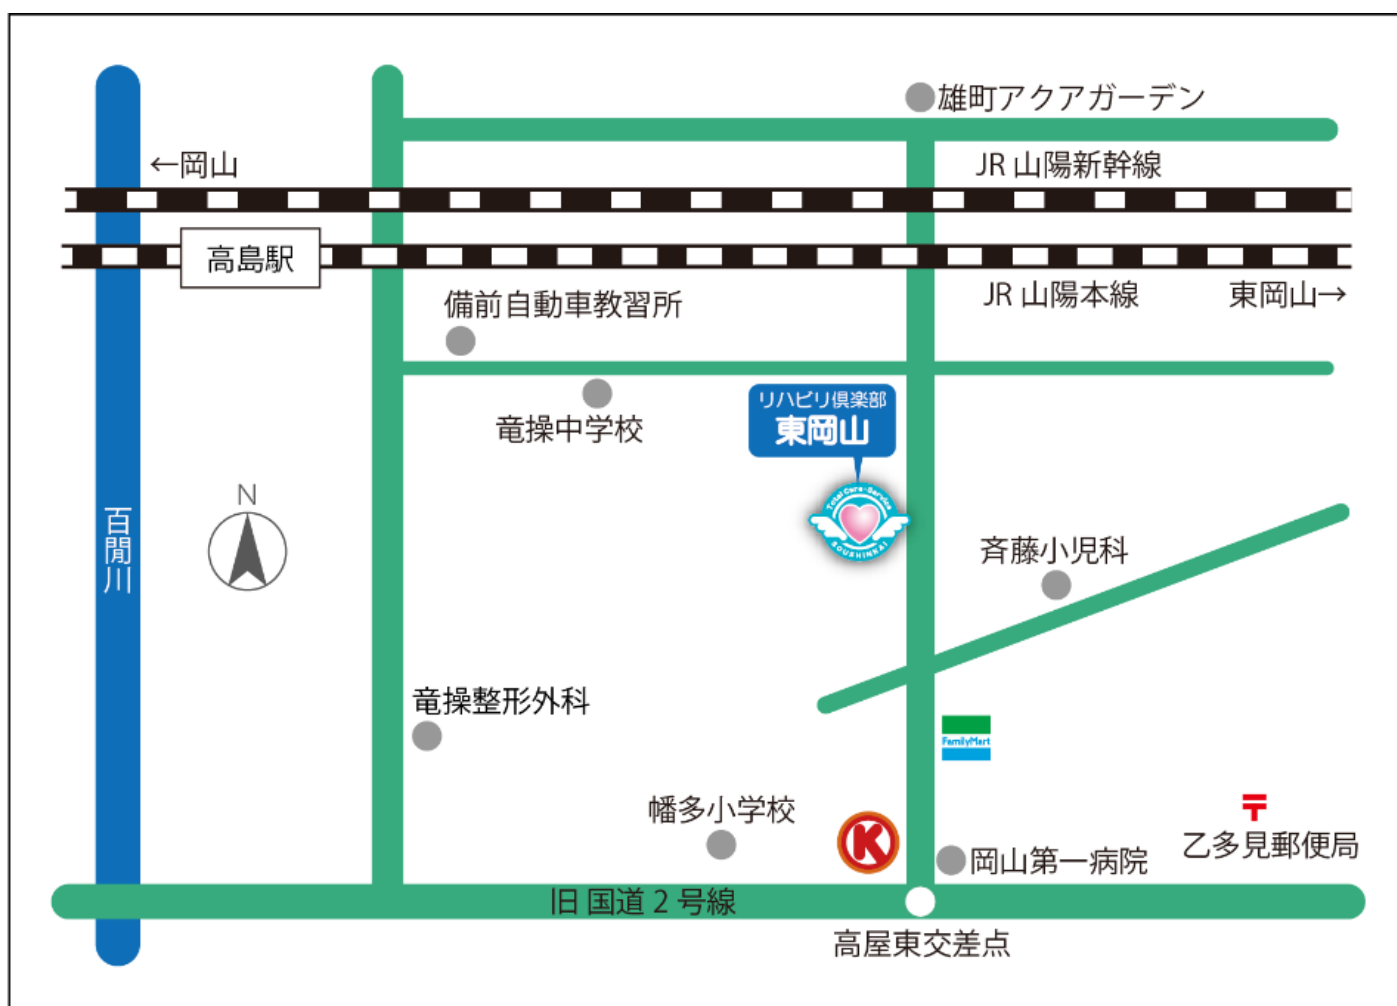 雄町アクアガーデン
←岡山
JR 山陽新幹線
高島駅
JR 山陽本線
東岡山→
備前自動車教習所
竜操中学校
リハビリ倶楽部
東岡山
Total Care-Service
SOUSHINKAI
N
百間川
斉藤小児科
竜操整形外科
FamilyMart
幡多小学校
K
岡山第一病院
乙多見郵便局
旧 国道 2 号線
高屋東交差点